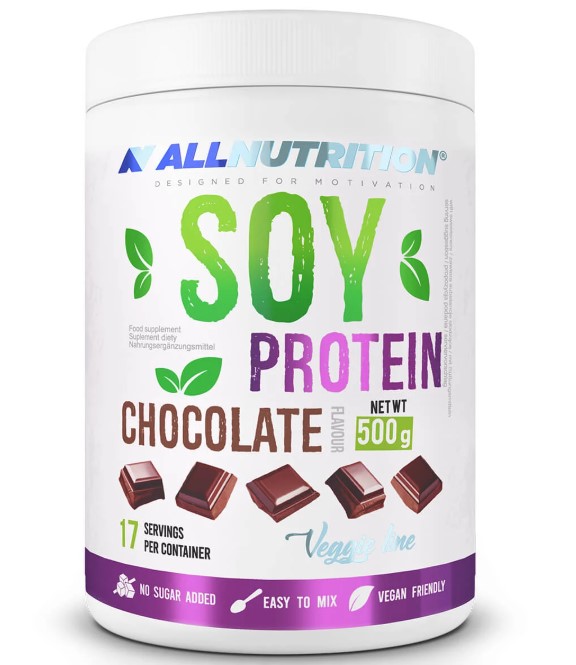 ALLNUTRITION®
DESIGNED FOR MOTIVATION
SOY
Food supplement
Suplement diety
Nahrungsergänzungsmittel
PROTEIN
CHOCOLATE FLAVOUR
NET WT
500 g
17 SERVINGS
PER CONTAINER
Veggie line
NO SUGAR ADDED
EASY TO MIX
VEGAN FRIENDLY